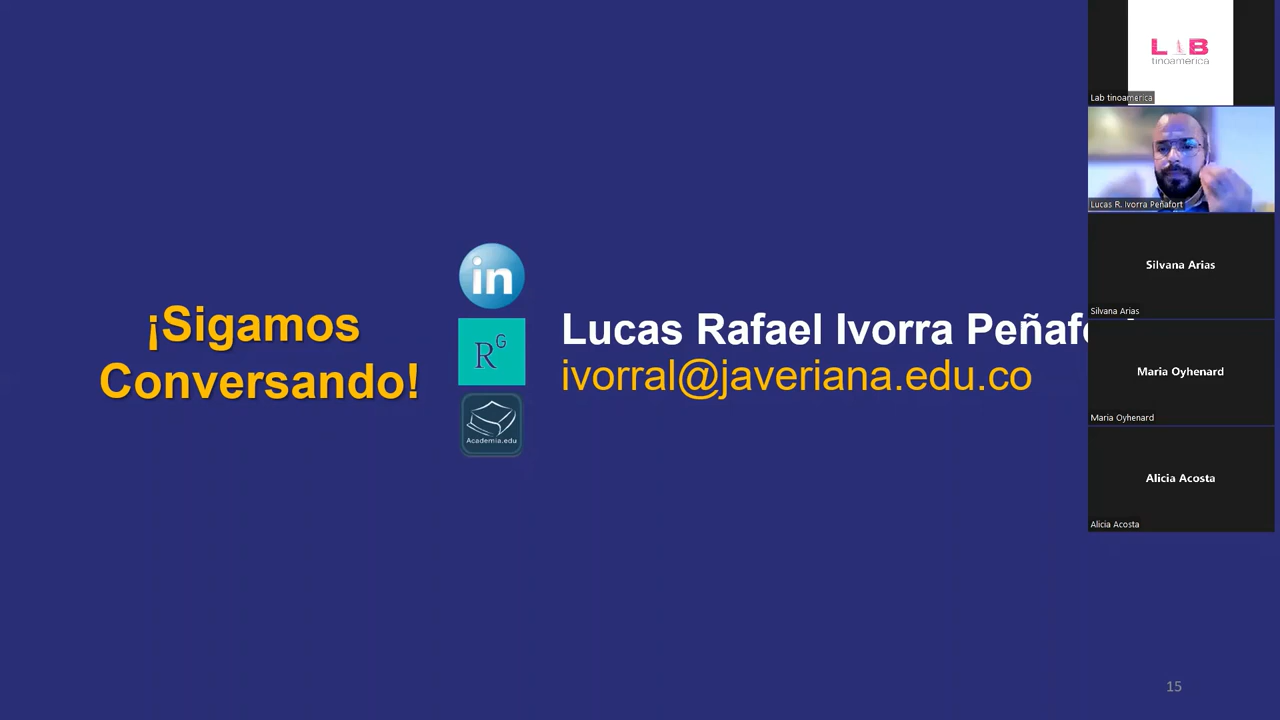 ¡Sigamos
Conversando!
in
RG
Academia.edu
Lucas Rafael Ivorra
ivorral@javeriana.edu.co
15
LAB
tinoamerica
Lab tinoamerica
Lucas R. Ivorra Peñafort
Silvana Arias
Silvana Arias
Maria Oyhenard
Maria Oyhenard
Alicia Acosta
Alicia Acosta